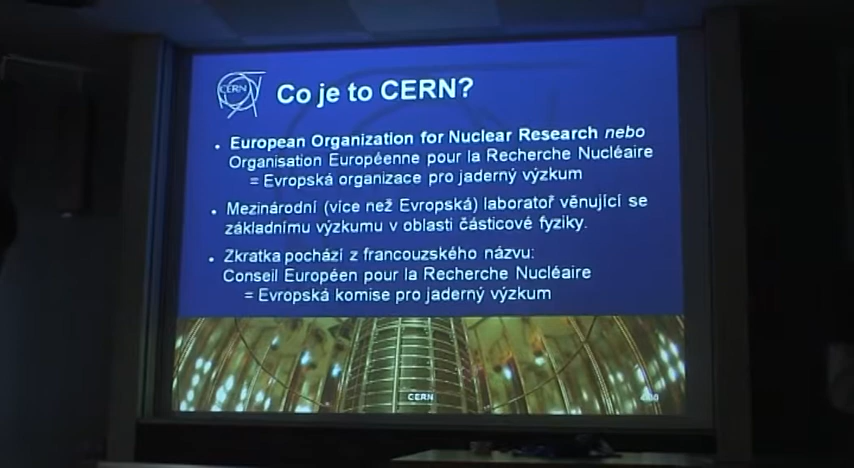 CERN
Co je to CERN?
• European Organization for Nuclear Research nebo
Organisation Européenne pour la Recherche Nucléaire
= Evropská organizace pro jaderný výzkum
• Mezinárodní (více než Evropská) laboratoř věnující se
základnímu výzkumu v oblasti částicové fyziky.
• Zkratka pochází z francouzského názvu:
Conseil Européen pour la Recherche Nucléaire
= Evropská komise pro jaderný výzkum
CERN